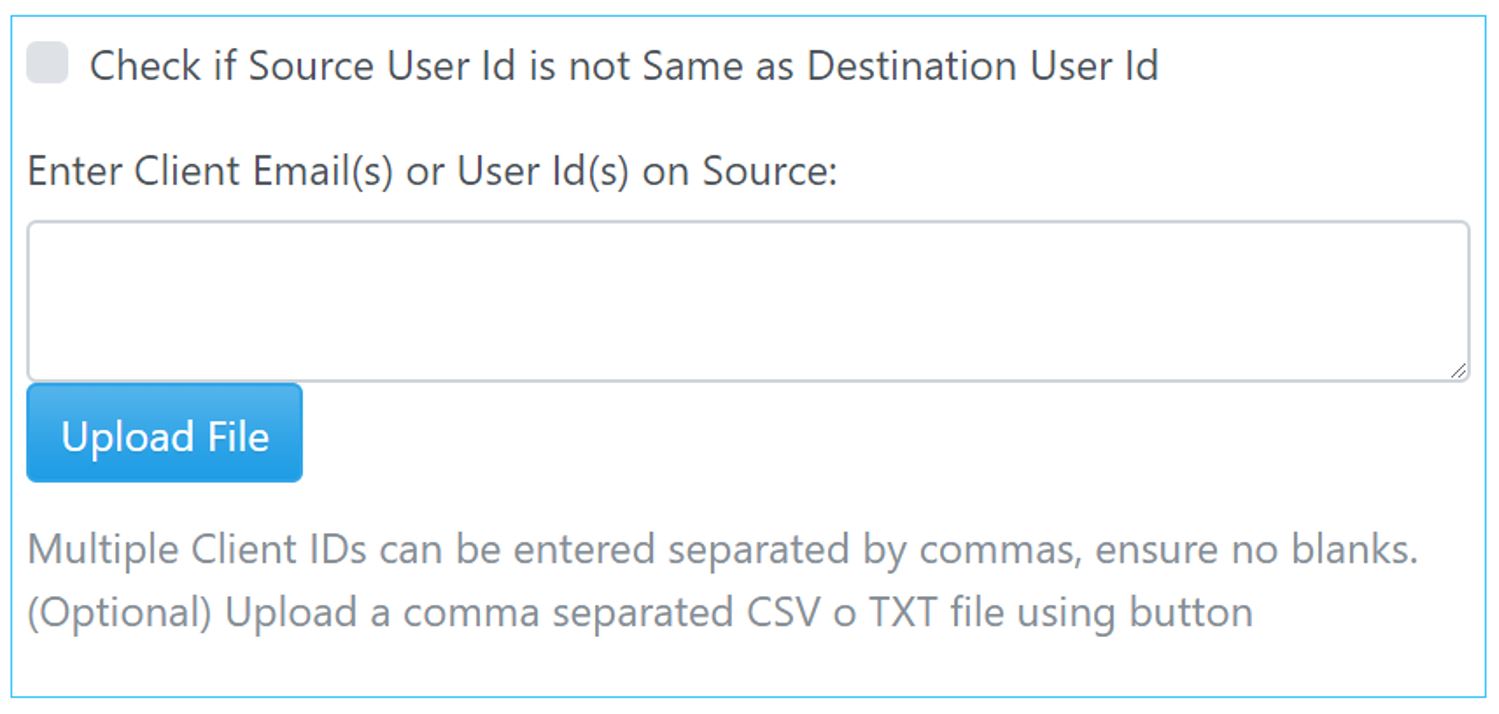 Check if Source User Id is not Same as Destination User Id
Enter Client Email(s) or User Id(s) on Source:
Upload File
Multiple Client IDs can be entered separated by commas, ensure no blanks.
(Optional) Upload a comma separated CSV o TXT file using button